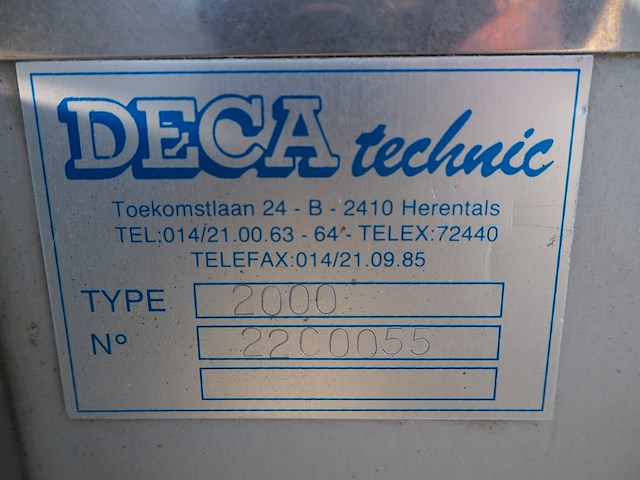 DECA technic
Toekomstlaan 24 - B - 2410 Herentals
TEL:014/21.00.63 - 64 - TELEX:72440
TELEFAX:014/21.09.85
TYPE 2000
N° 22C0055